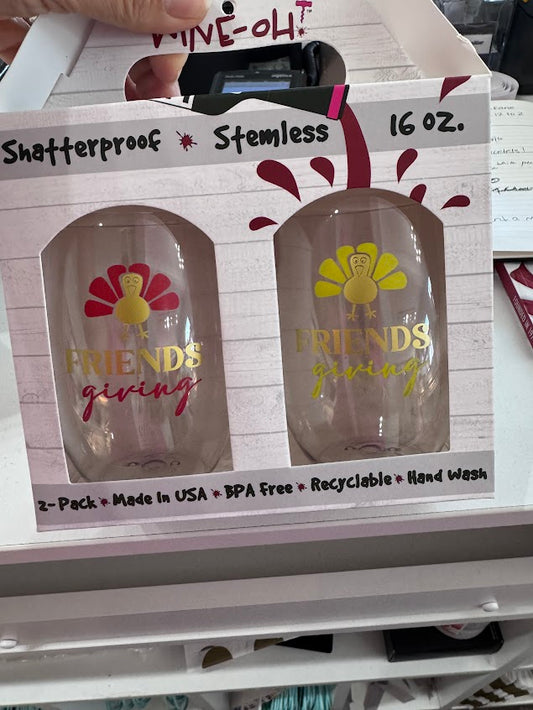 WINE-OH!
Shatterproof * Stemless 16 OZ.
FRIENDS
giving
FRIENDS
giving
2-Pack * Made In USA * BPA Free * Recyclable * Hand Wash